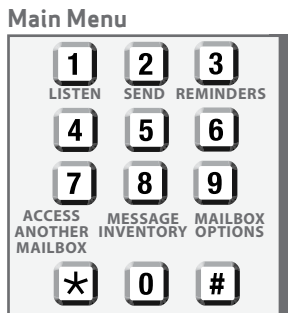 Main Menu
1 2 3
LISTEN SEND REMINDERS
4 5 6
7 8 9
ACCESS MESSAGE MAILBOX
ANOTHER INVENTORY OPTIONS
MAILBOX
* 0 #